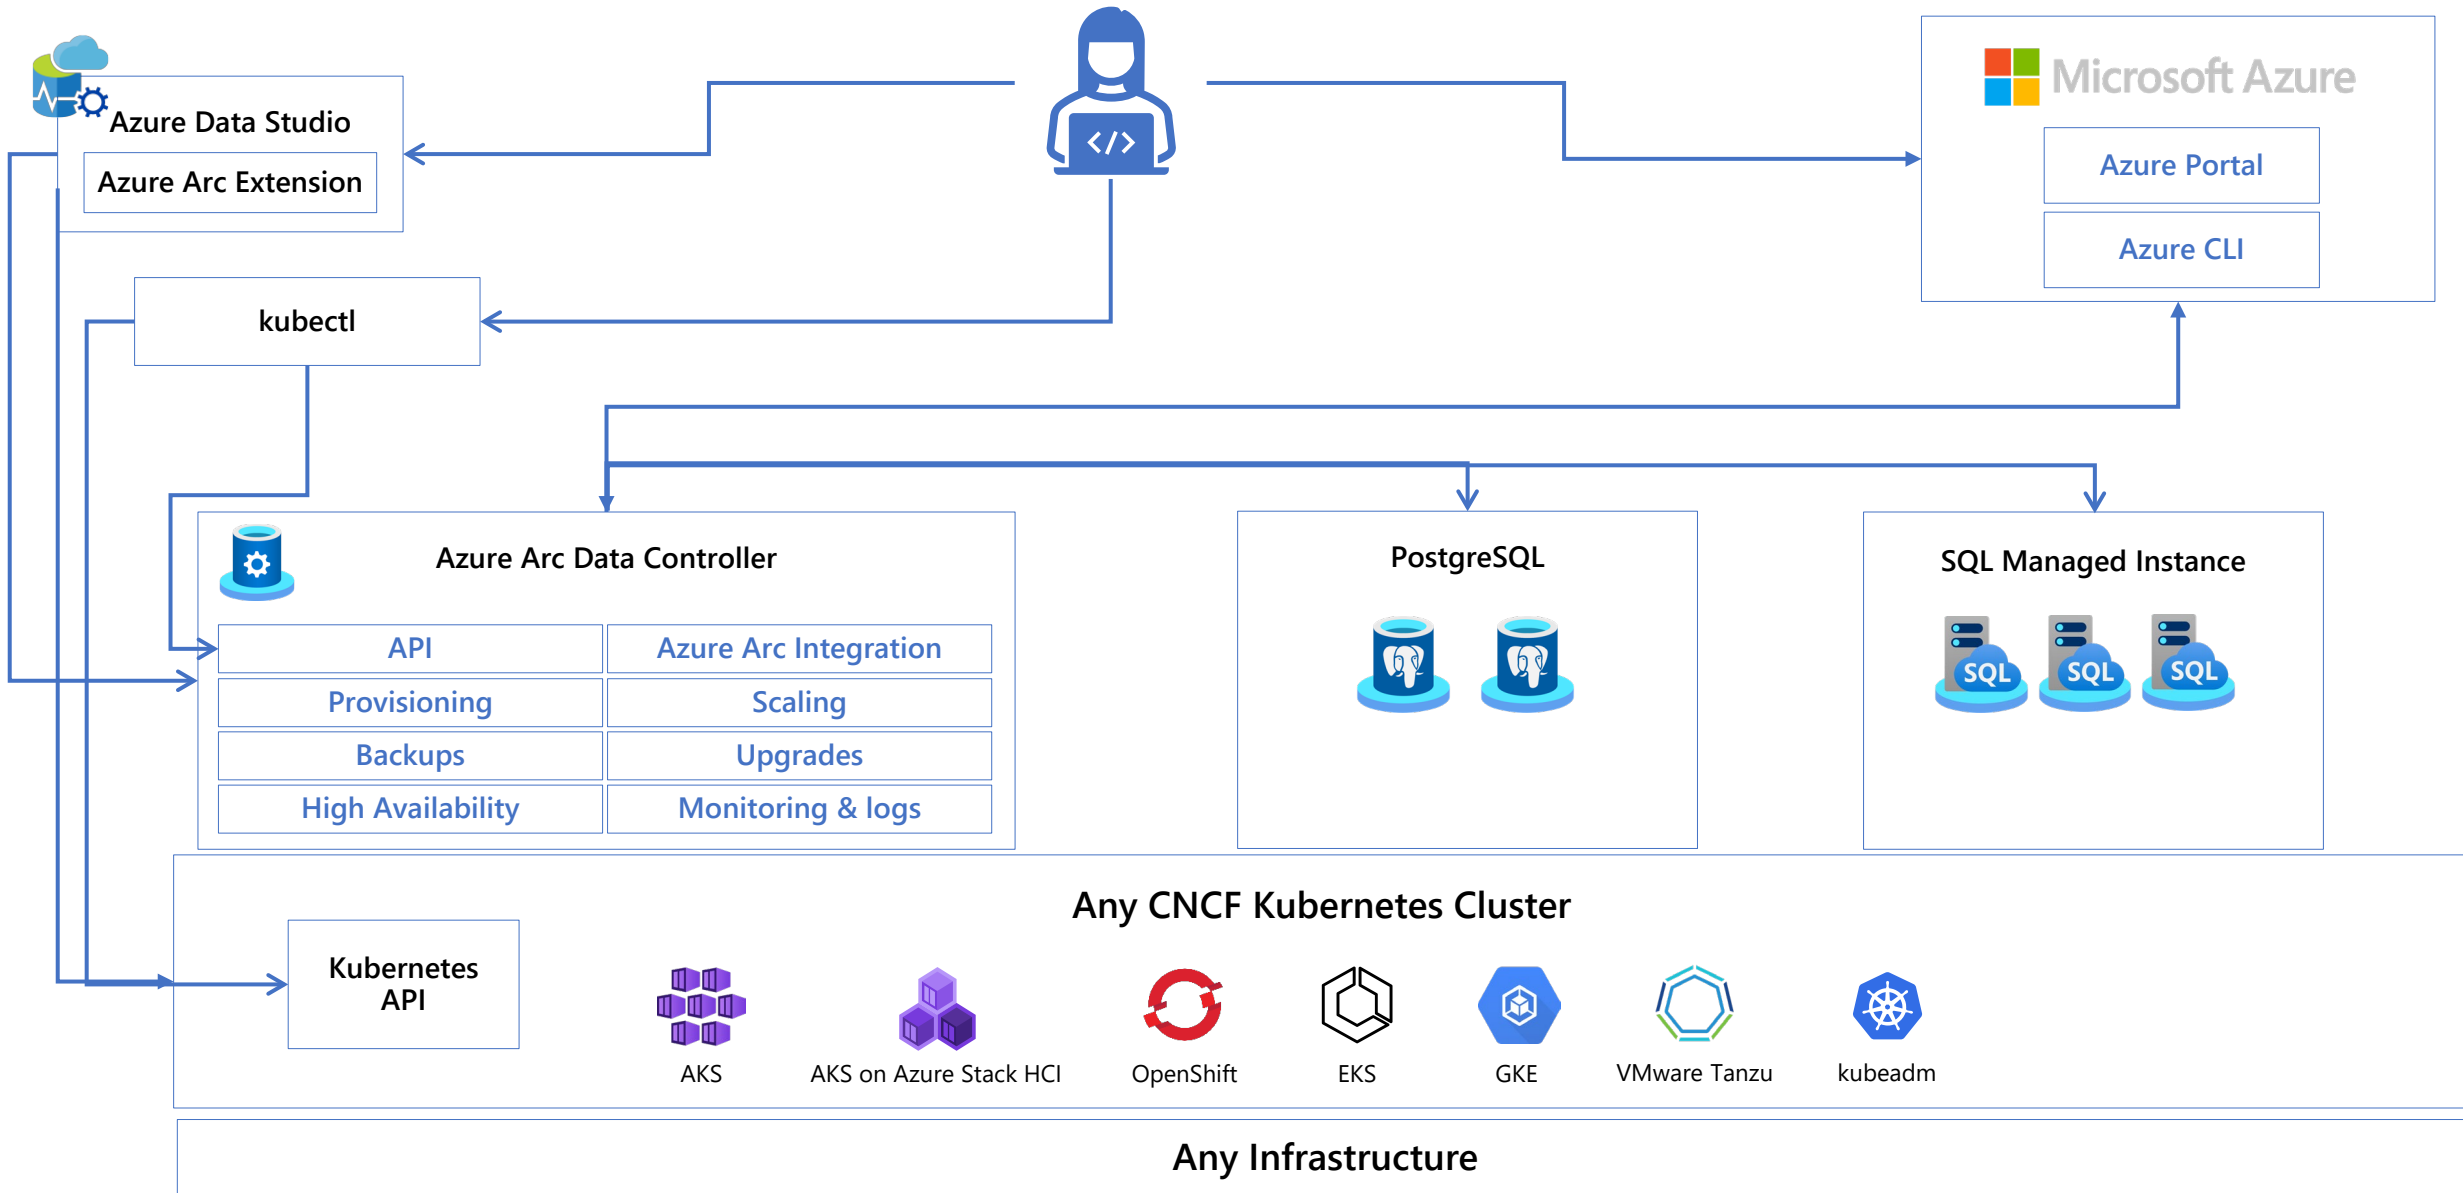 Azure Data Studio
Azure Arc Extension
</>
Microsoft Azure
Azure Portal
Azure CLI
kubectl
Azure Arc Data Controller
API
Azure Arc Integration
Provisioning
Scaling
Backups
Upgrades
High Availability
Monitoring & logs
PostgreSQL
SQL Managed Instance
SQL
SQL
SQL
Any CNCF Kubernetes Cluster
Kubernetes
API
AKS
AKS on Azure Stack HCI
OpenShift
EKS
GKE
VMware Tanzu
kubeadm
Any Infrastructure